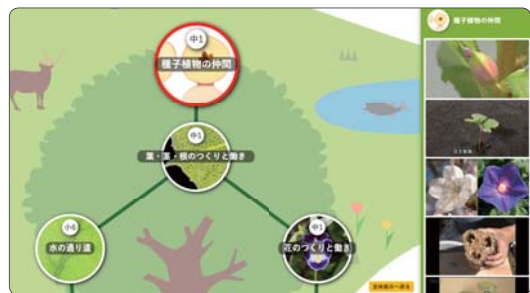 中1
種子植物の仲間
中1
葉・茎・根のつくりと働き
小6
水の通り道
中1
花のつくりと働き
種子植物の仲間